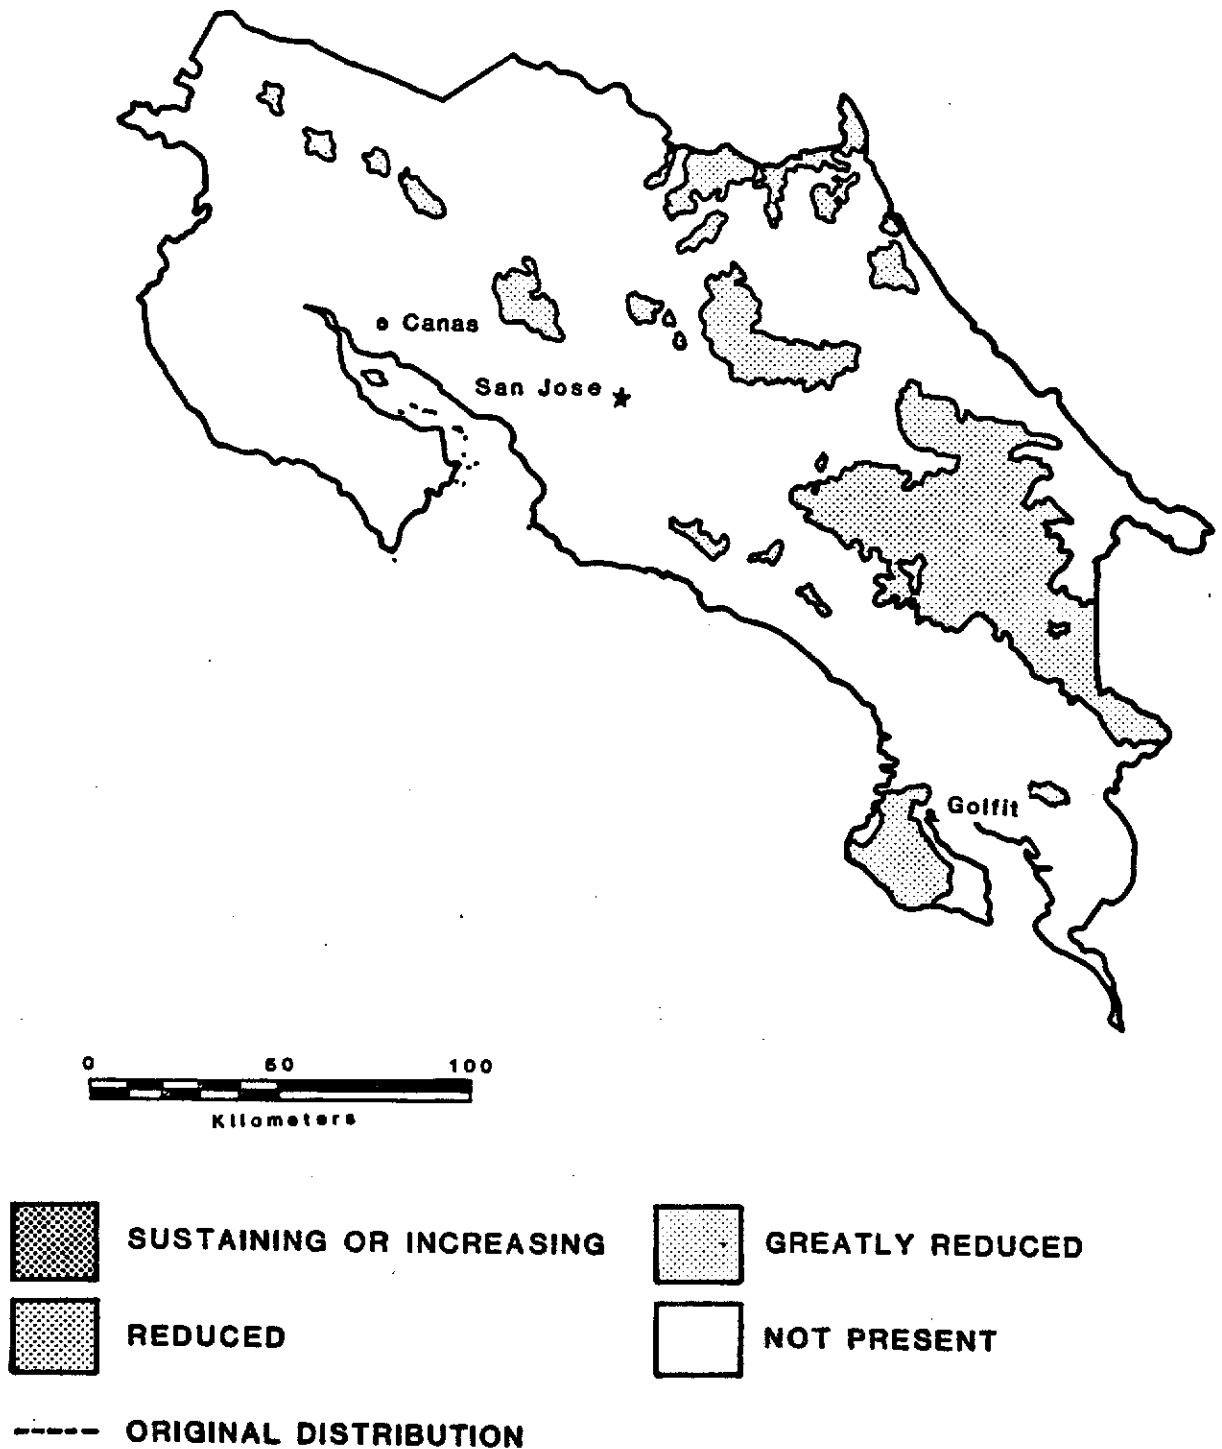 Canas
San Jose
Golfit
0 50 100
Kilometers
SUSTAINING OR INCREASING
GREATLY REDUCED
REDUCED
NOT PRESENT
ORIGINAL DISTRIBUTION